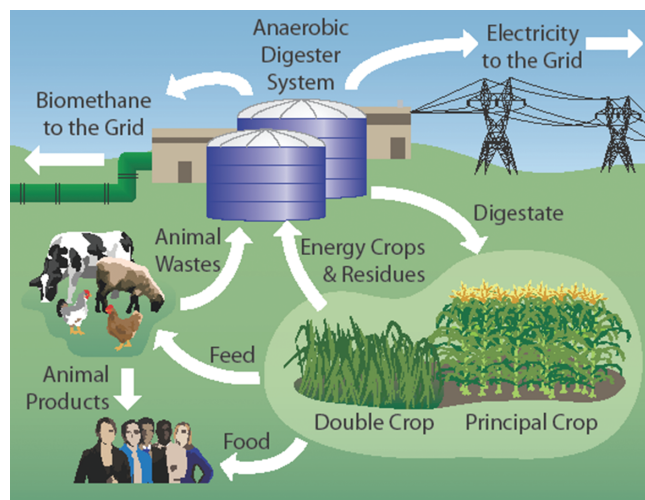 Anaerobic
Digester
System
Electricity
to the Grid
Biomethane
to the Grid
Animal
Wastes
Energy Crops
& Residues
Digestate
Feed
Animal
Products
Double Crop
Principal Crop
Food